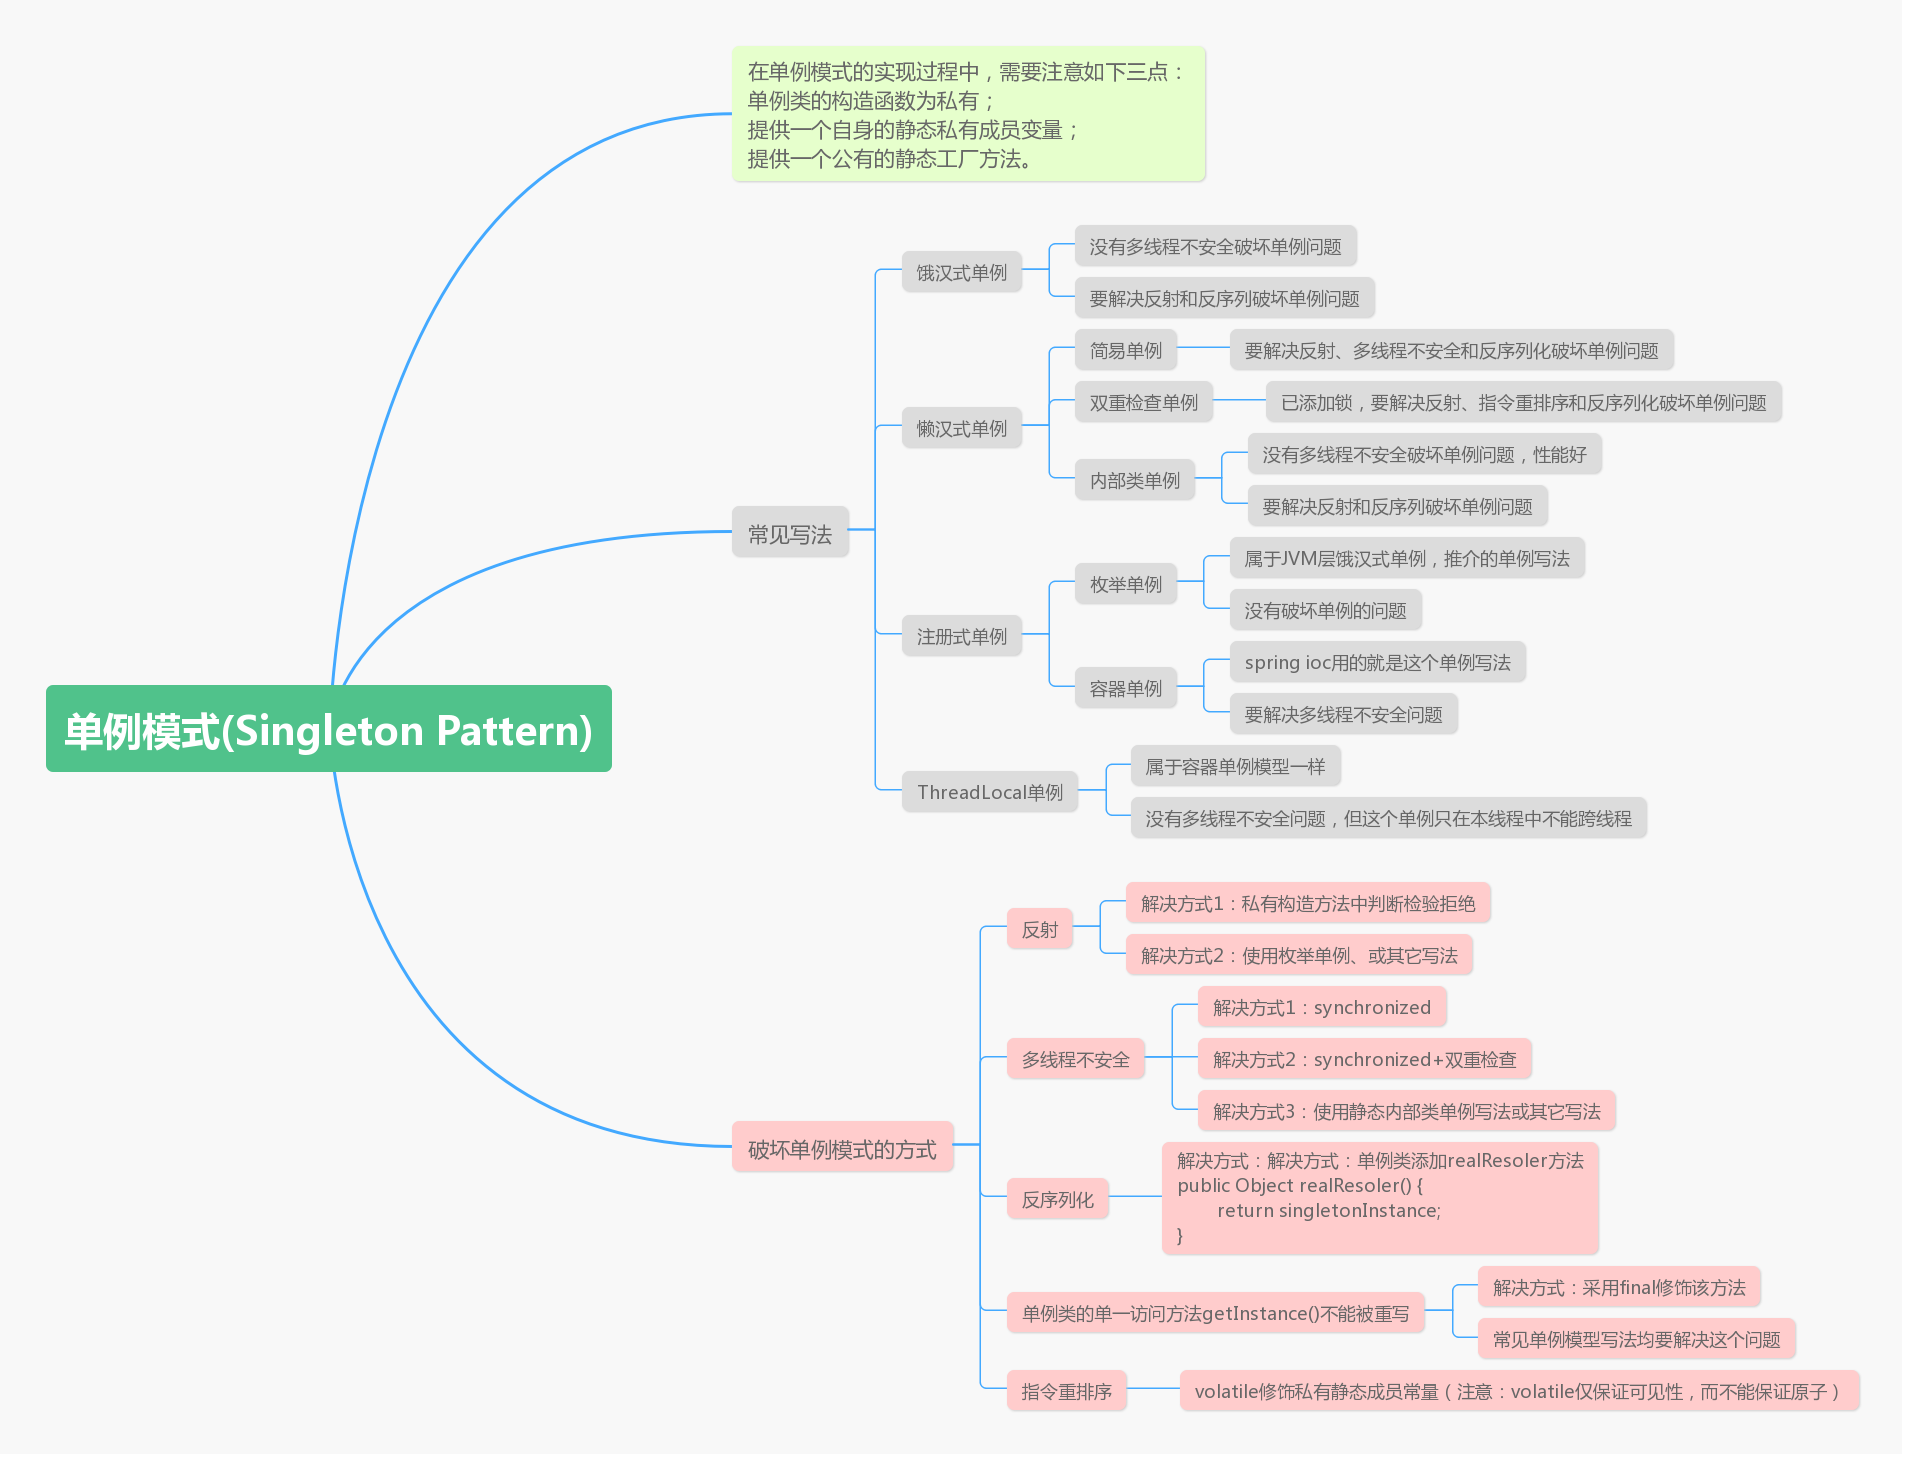 在单例模式的实现过程中，需要注意如下三点：
单例类的构造函数为私有；
提供一个自身的静态私有成员变量；
提供一个公有的静态工厂方法。
没有多线程不安全破坏单例问题
饿汉式单例
要解决反射和反序列破坏单例问题
简易单例
要解决反射、多线程不安全和反序列化破坏单例问题
双重检查单例
已添加锁，要解决反射、指令重排序和反序列化破坏单例问题
懒汉式单例
没有多线程不安全破坏单例问题，性能好
内部类单例
要解决反射和反序列破坏单例问题
常见写法
属于JVM层饿汉式单例，推介的单例写法
枚举单例
没有破坏单例的问题
注册式单例
spring ioc用的就是这个单例写法
容器单例
要解决多线程不安全问题
单例模式(Singleton Pattern)
属于容器单例模型一样
ThreadLocal单例
没有多线程不安全问题，但这个单例只在本线程中不能跨线程
解决方式1：私有构造方法中判断检验拒绝
反射
解决方式2：使用枚举单例、或其它写法
解决方式1：synchronized
多线程不安全
解决方式2：synchronized+双重检查
解决方式3：使用静态内部类单例写法或其它写法
破坏单例模式的方式
解决方式：解决方式：单例类添加realResoler方法
public Object realResoler() {
return singletonInstance;
}
反序列化
解决方式：采用final修饰该方法
单例类的单一访问方法getInstance()不能被重写
常见单例模型写法均要解决这个问题
指令重排序
volatile修饰私有静态成员常量（注意：volatile仅保证可见性，而不能保证原子）